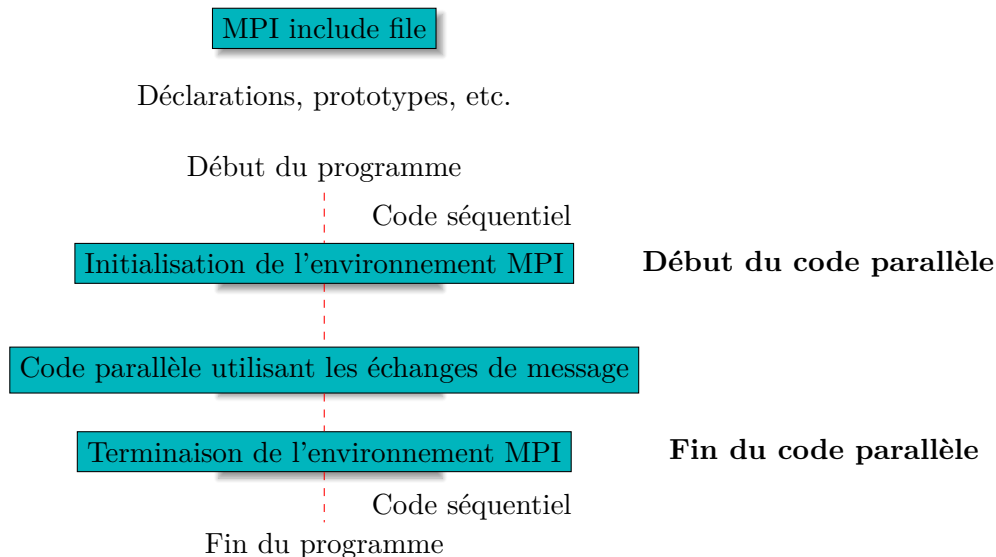 MPI include file
Déclarations, prototypes, etc.
Début du programme
Code séquentiel
Initialisation de l'environnement MPI
Début du code parallèle
Code parallèle utilisant les échanges de message
Terminaison de l'environnement MPI
Fin du code parallèle
Code séquentiel
Fin du programme